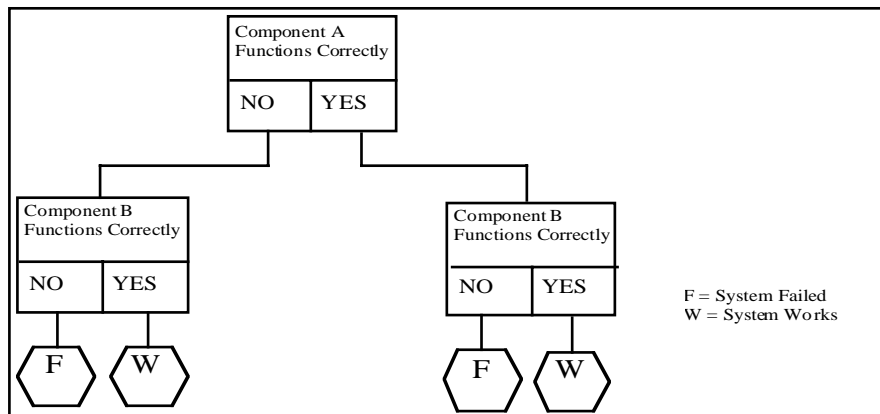 Component A
Functions Correctly
NO YES
Component B
Functions Correctly
NO YES
F W
Component B
Functions Correctly
NO YES
F W
F = System Failed
W = System Works